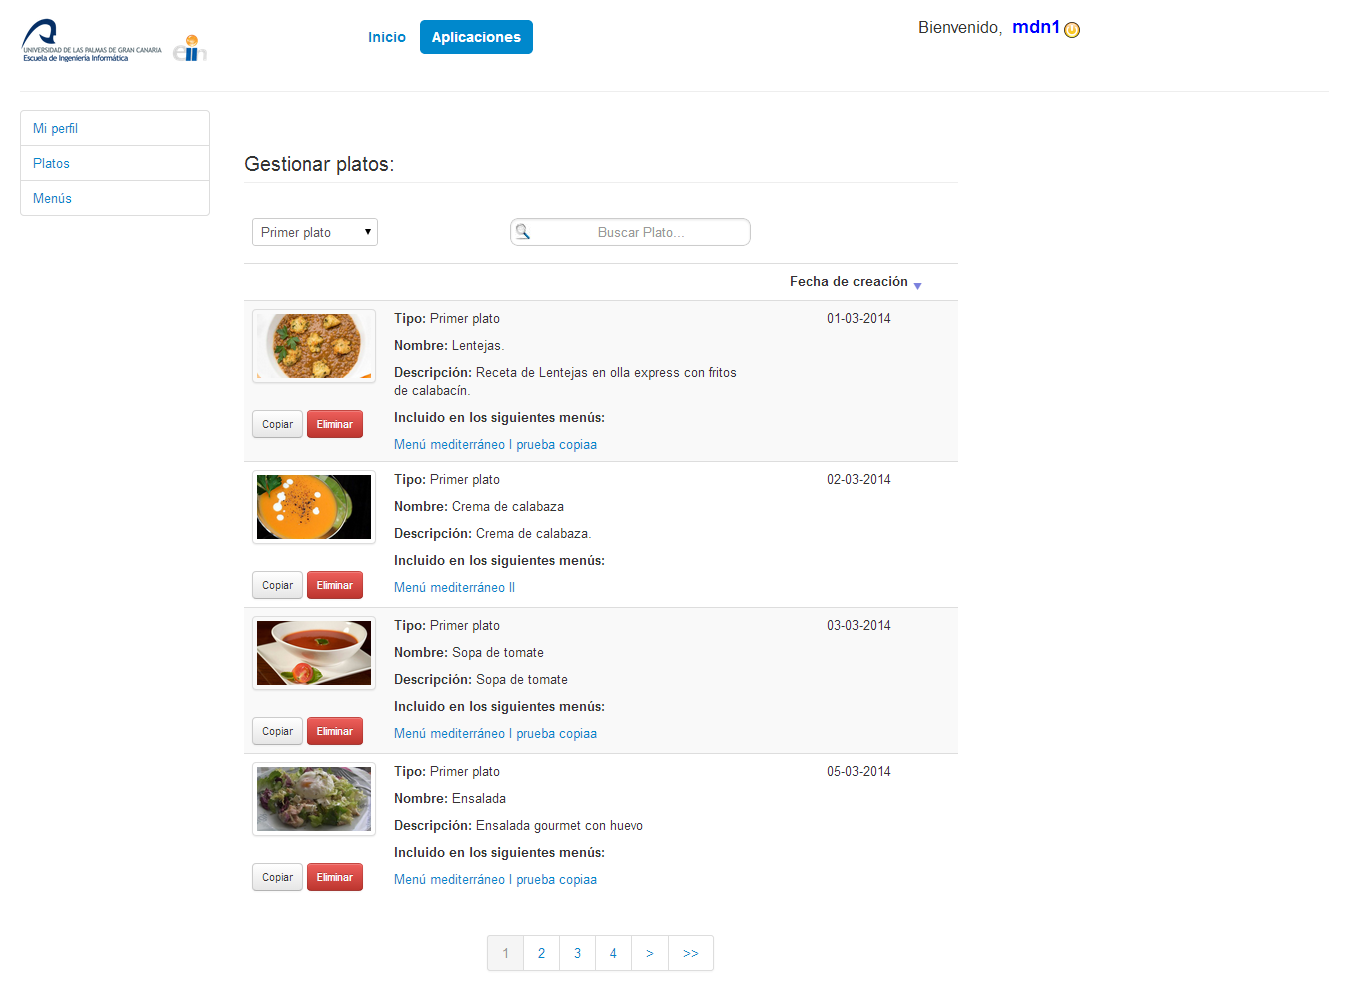 UNIVERSIDAD DE LAS PALMAS DE GRAN CANARIA
Escuela de Ingeniería Informática
eiin
Inicio
Aplicaciones
Bienvenido, mdn1
Mi perfil
Platos
Menús
Gestionar platos:
Primer plato
Buscar Plato...
Fecha de creación
Tipo: Primer plato
01-03-2014
Nombre: Lentejas.
Descripción: Receta de Lentejas en olla express con fritos
de calabacín.
Copiar
Eliminar
Incluido en los siguientes menús:
Menú mediterráneo I prueba copiaa
Tipo: Primer plato
02-03-2014
Nombre: Crema de calabaza
Descripción: Crema de calabaza.
Incluido en los siguientes menús:
Copiar
Eliminar
Menú mediterráneo II
Tipo: Primer plato
03-03-2014
Nombre: Sopa de tomate
Descripción: Sopa de tomate
Incluido en los siguientes menús:
Copiar
Eliminar
Menú mediterráneo I prueba copiaa
Tipo: Primer plato
05-03-2014
Nombre: Ensalada
Descripción: Ensalada gourmet con huevo
Incluido en los siguientes menús:
Copiar
Eliminar
Menú mediterráneo I prueba copiaa
1 2 3 4 > >>